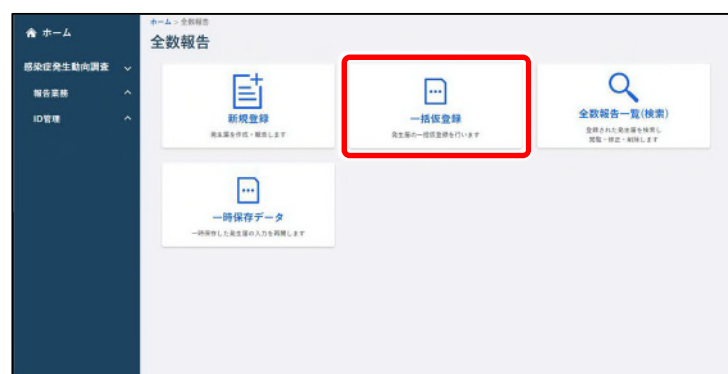 ホーム
感染症発生動向調査
報告業務
ID管理
ホーム > 全数報告
全数報告
新規登録
発生届を作成・報告します
一括仮登録
発生届の一括仮登録を行います
全数報告一覧(検索)
登録された発生届を検索し
閲覧・修正・削除します
一時保存データ
一時保存した発生届の入力を再開します